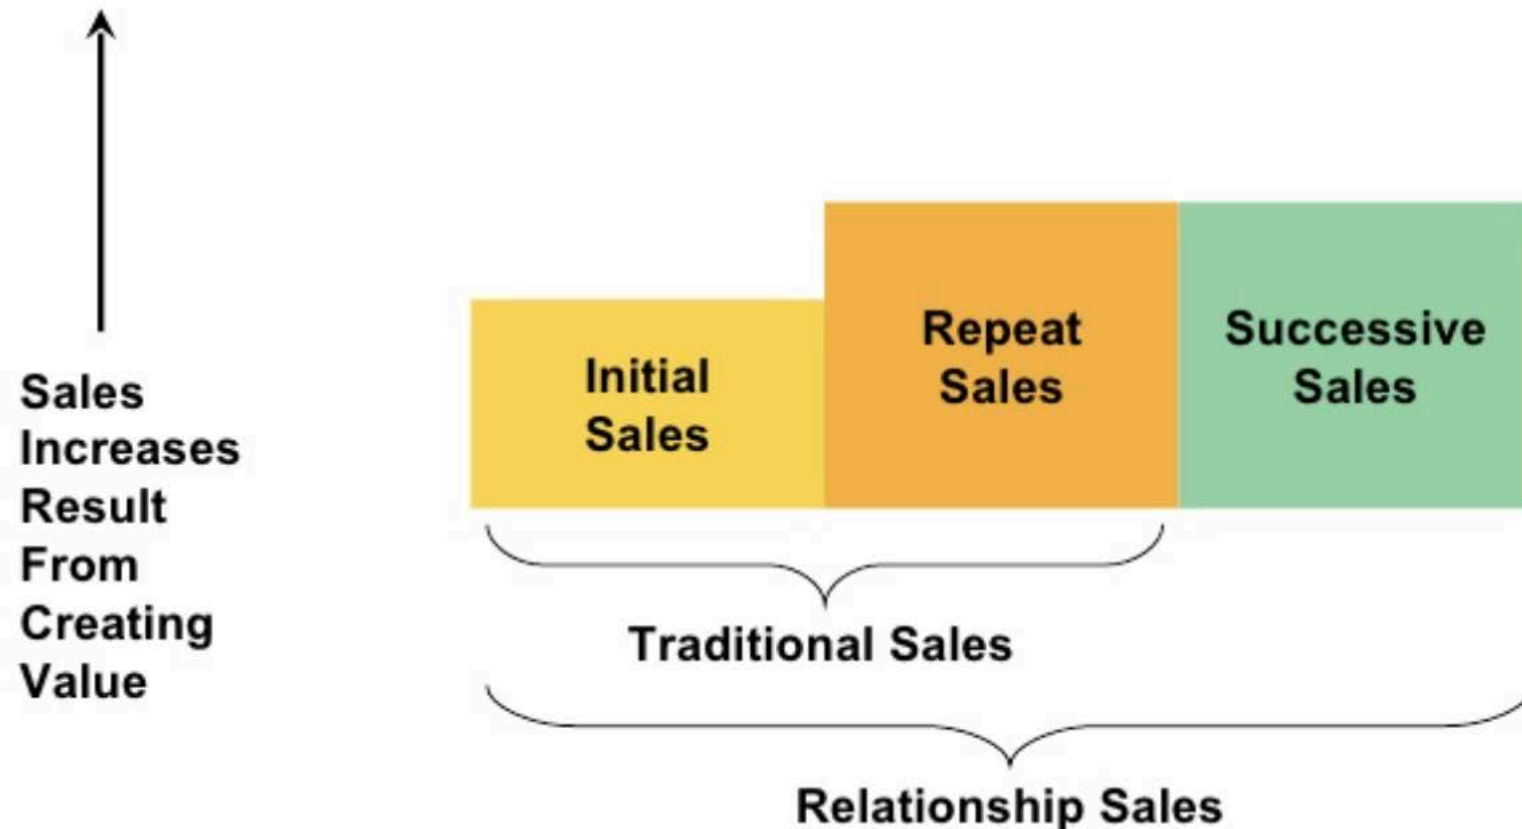 Sales
Increases
Result
From
Creating
Value
Initial
Sales
Repeat
Sales
Successive
Sales
Traditional Sales
Relationship Sales